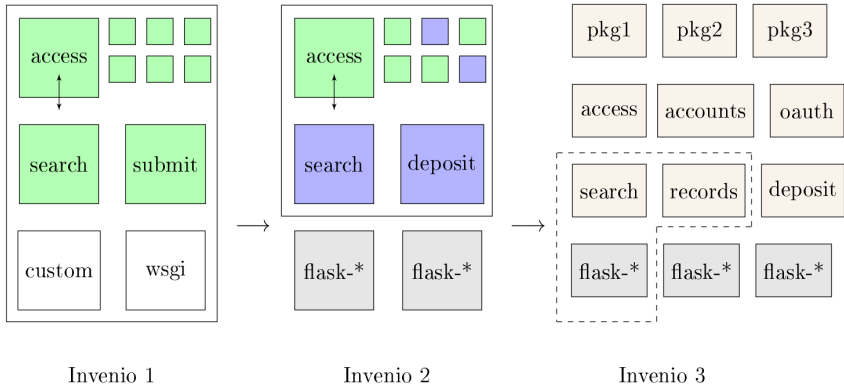 access
search
submit
custom
wsgi
Invenio 1
access
search
deposit
flask-*
flask-*
Invenio 2
pkg1
pkg2
pkg3
access
accounts
oauth
search
records
deposit
flask-*
flask-*
flask-*
Invenio 3